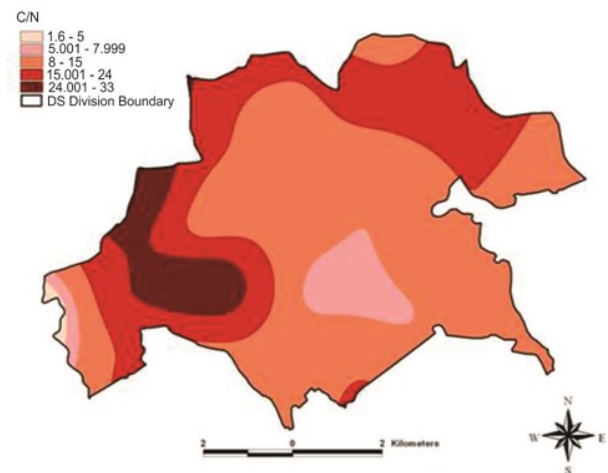 C/N
1.6 - 5
5.001 - 7.999
8 - 15
15.001 - 24
24.001 - 33
DS Division Boundary
N
W E
S
2 0 2 Kilometers